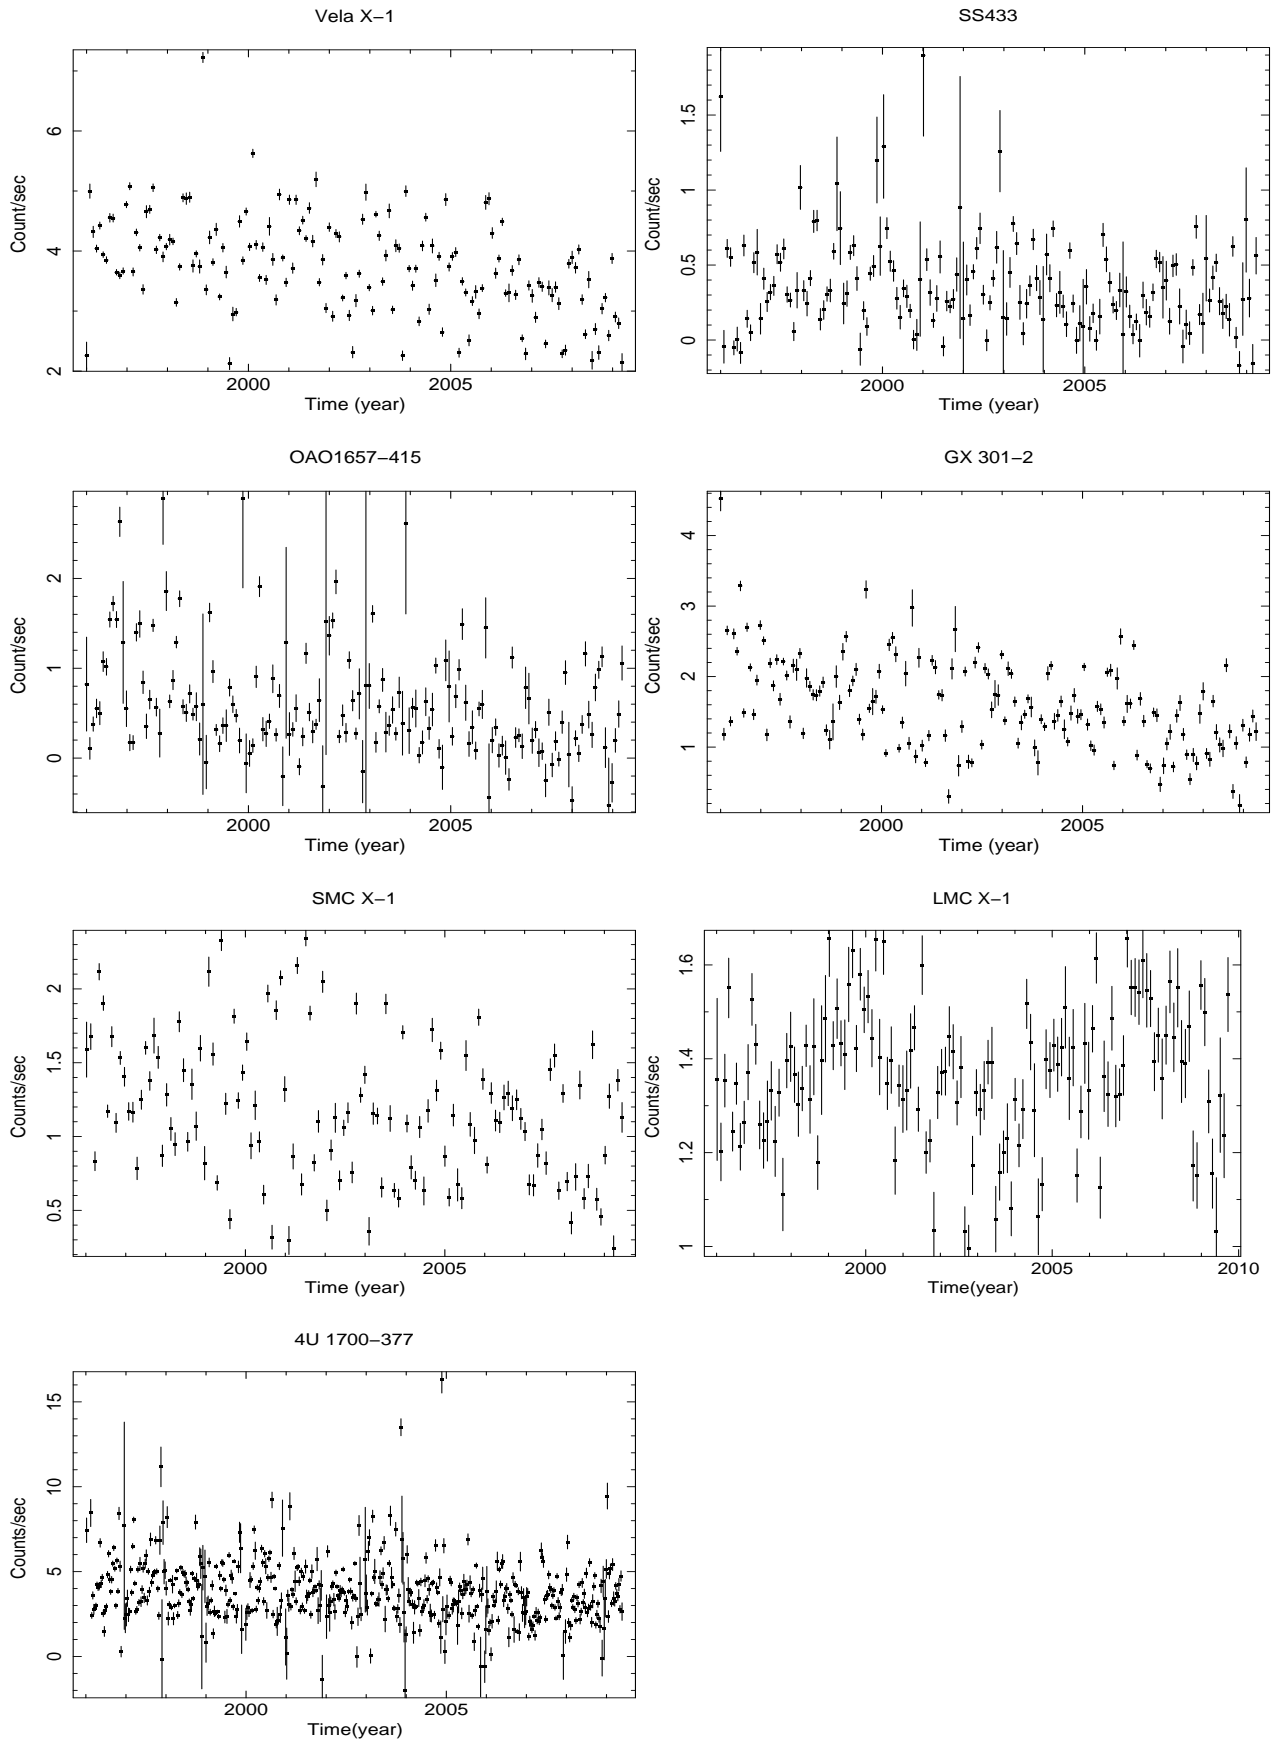 Vela X−1
6
4
2
Count/sec
2000 2005
Time (year)
SS433
1.5
1
0.5
0
Count/sec
2000 2005
Time (year)
OAO1657−415
2
1
0
Count/sec
2000 2005
Time (year)
GX 301−2
4
3
2
1
Count/sec
2000 2005
Time (year)
SMC X−1
2
1.5
1
0.5
Counts/sec
2000 2005
Time (year)
LMC X−1
1.6
1.4
1.2
1
Counts/sec
2000 2005 2010
Time(year)
4U 1700−377
15
10
5
0
Counts/sec
2000 2005
Time(year)